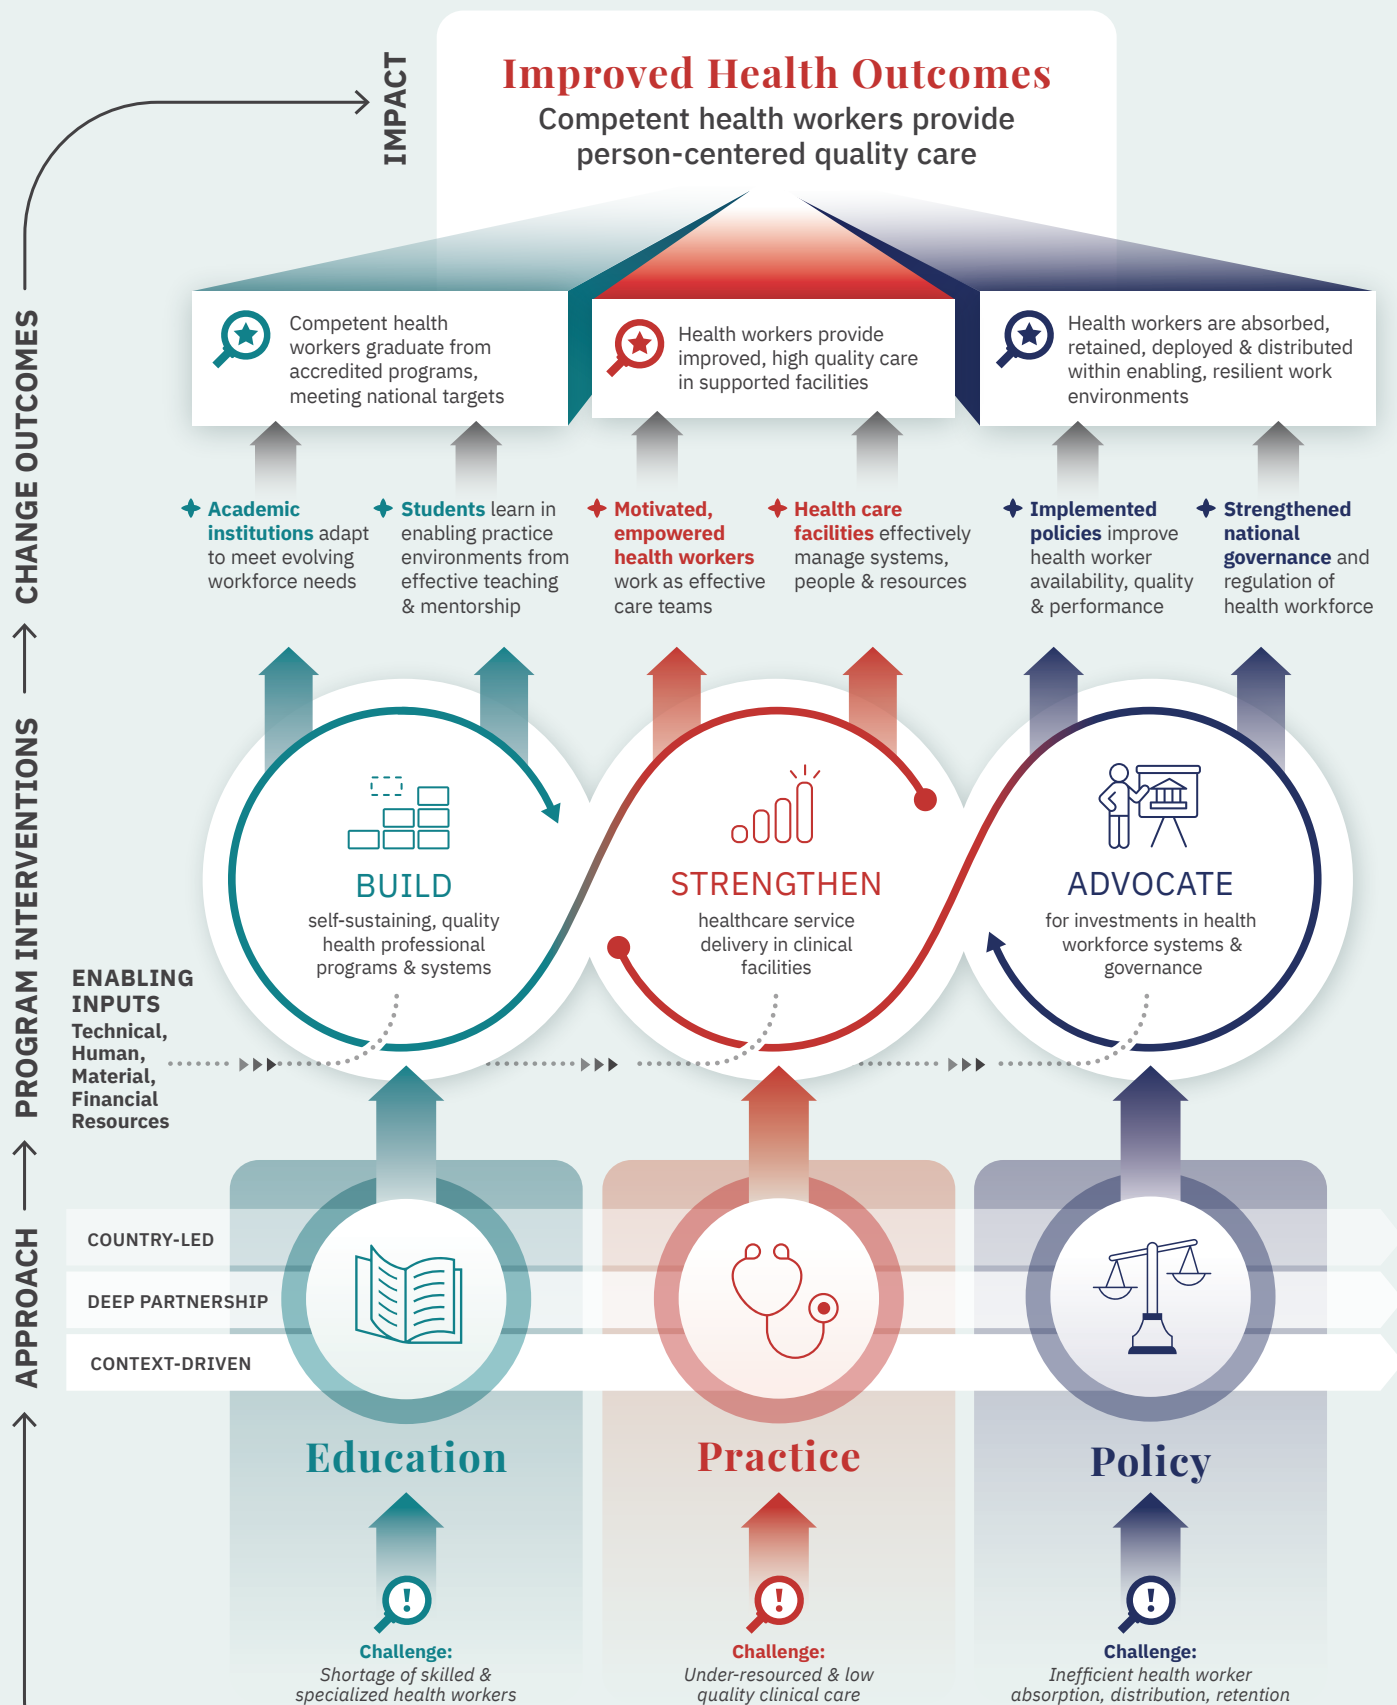 IMPACT
Improved Health Outcomes
Competent health workers provide
person-centered quality care
CHANGE OUTCOMES
Competent health
workers graduate from
accredited programs,
meeting national targets
Health workers provide
improved, high quality care
in supported facilities
Health workers are absorbed,
retained, deployed & distributed
within enabling, resilient work
environments
Academic
institutions adapt
to meet evolving
workforce needs
Students learn in
enabling practice
environments from
effective teaching
& mentorship
Motivated,
empowered
health workers
work as effective
care teams
Health care
facilities effectively
manage systems,
people & resources
Implemented
policies improve
health worker
availability, quality
& performance
Strengthened
national
governance and
regulation of
health workforce
PROGRAM INTERVENTIONS
BUILD
self-sustaining, quality
health professional
programs & systems
STRENGTHEN
healthcare service
delivery in clinical
facilities
ADVOCATE
for investments in health
workforce systems &
governance
ENABLING
INPUTS
Technical,
Human,
Material,
Financial
Resources
APPROACH
COUNTRY-LED
DEEP PARTNERSHIP
CONTEXT-DRIVEN
Education
Practice
Policy
Challenge:
Shortage of skilled &
specialized health workers
Challenge:
Under-resourced & low
quality clinical care
Challenge:
Inefficient health worker
absorption, distribution, retention